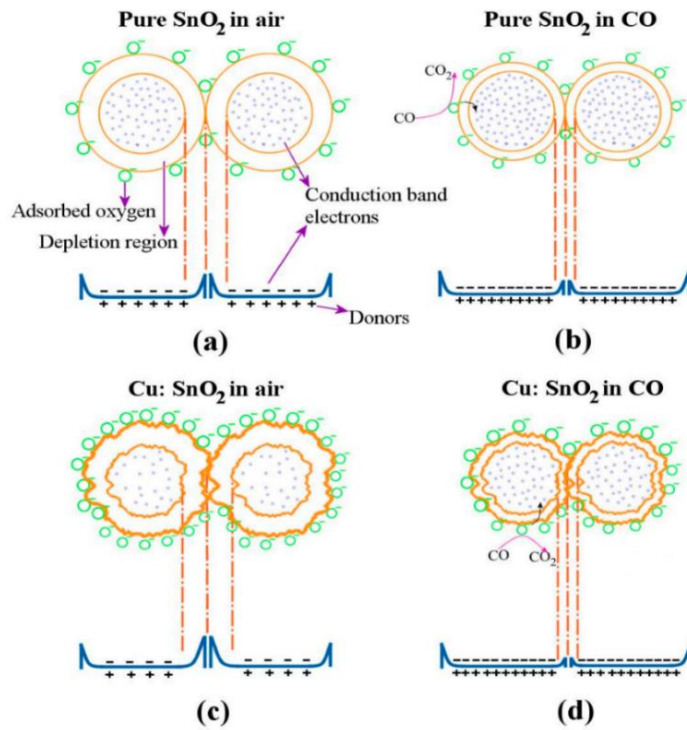 Pure SnO₂ in air
Pure SnO₂ in CO
O⁻ O⁻ O⁻ O⁻ O⁻ O⁻ O⁻ O⁻ O⁻ O⁻
CO₂
CO
Adsorbed oxygen
Depletion region
Conduction band
electrons
Donors
(a)
(b)
Cu: SnO₂ in air
Cu: SnO₂ in CO
CO
CO₂
(c)
(d)